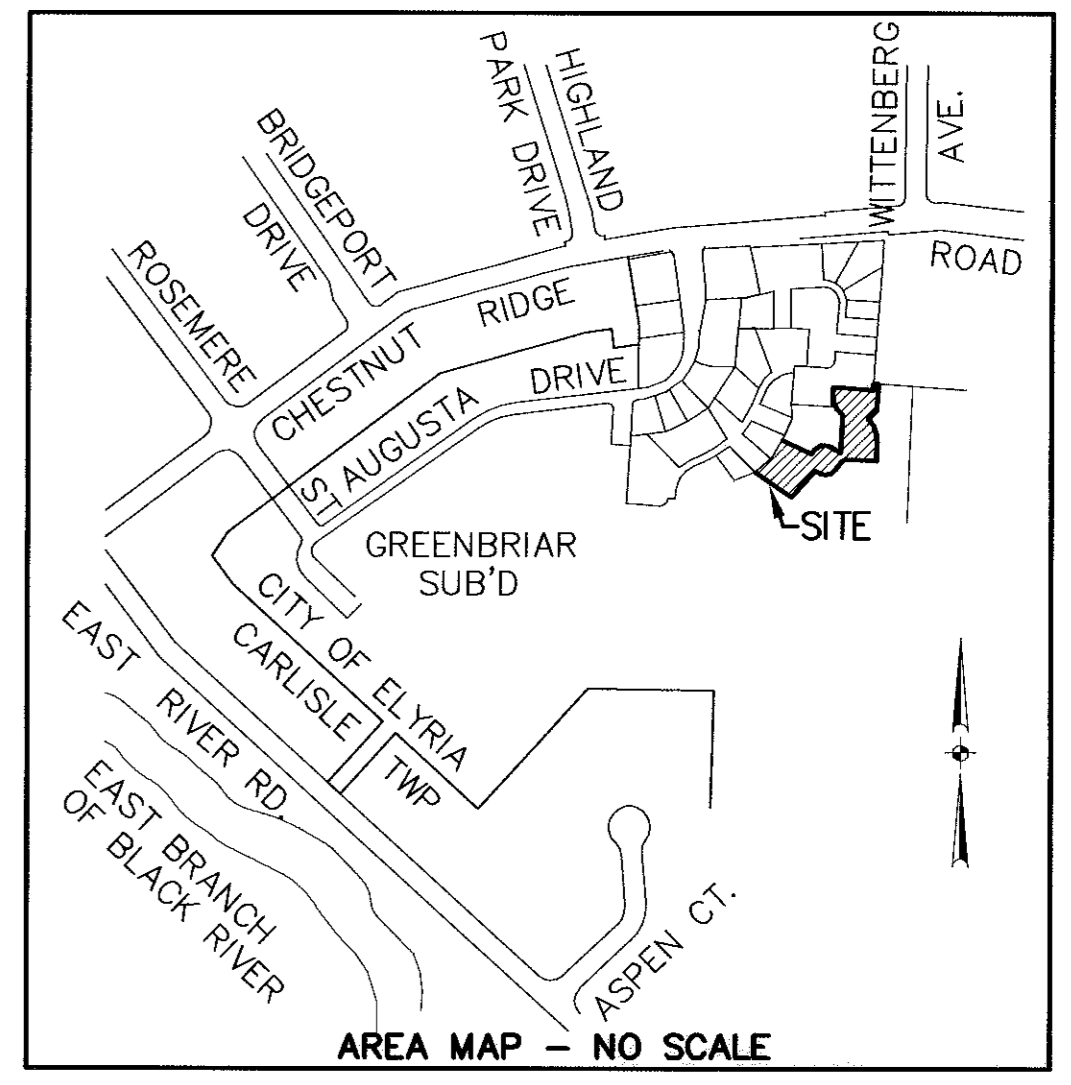 PARK DRIVE
HIGHLAND
WITTENBERG
AVE.
BRIDGEPORT
DRIVE
ROSEMERE
CHESTNUT RIDGE
ROAD
ST AUGUSTA DRIVE
SITE
GREENBRIAR
SUB'D
CITY OF ELYRIA
CARLISLE TWP
EAST RIVER RD.
EAST BRANCH
OF BLACK RIVER
ASPEN CT.
AREA MAP – NO SCALE